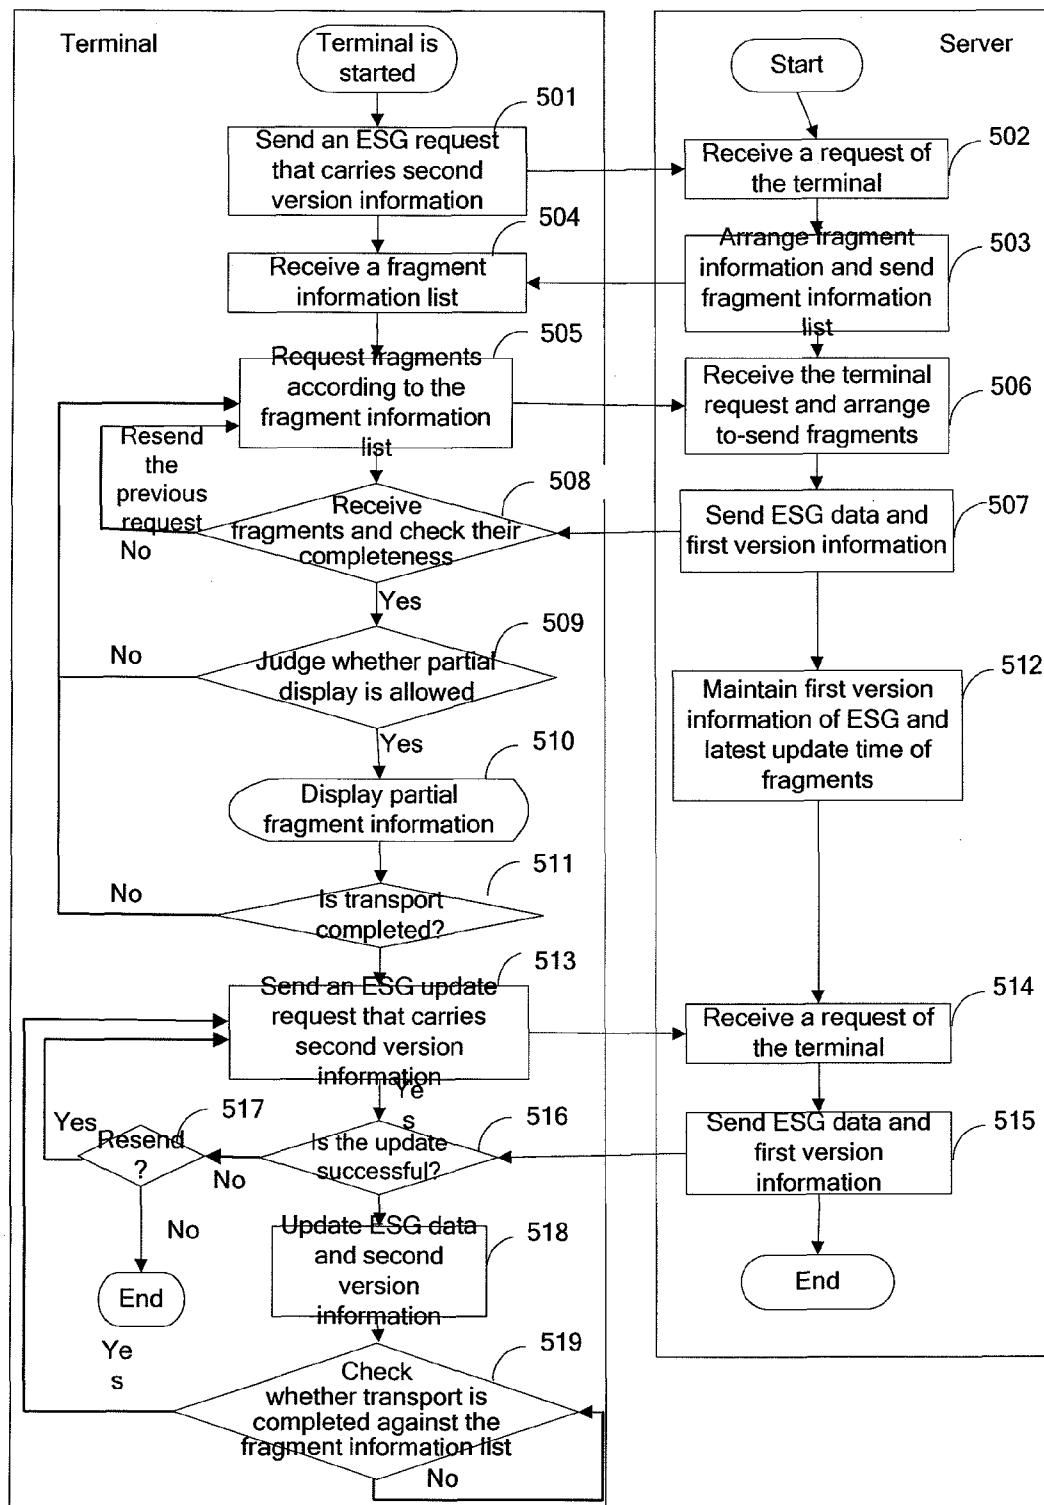 Terminal
Terminal is
started
501
Send an ESG request
that carries second
version information
504
Receive a fragment
information list
505
Request fragments
according to the
fragment information
list
Resend
the
previous
request
No
508
Receive
fragments and check their
completeness
Yes
509
No
Judge whether partial
display is allowed
Yes
510
Display partial
fragment information
511
No
Is transport
completed?
513
Send an ESG update
request that carries
second version
information
Ye
s
517
516
Yes
Resend
?
No
Is the update
successful?
No
End
518
Update ESG data
and second
version
information
Ye
s
519
Check
whether transport is
completed against the
fragment information list
No
Server
Start
502
Receive a request of
the terminal
503
Arrange fragment
information and send
fragment information
list
506
Receive the terminal
request and arrange
to-send fragments
507
Send ESG data and
first version information
512
Maintain first version
information of ESG and
latest update time of
fragments
514
Receive a request of
the terminal
515
Send ESG data and
first version
information
End